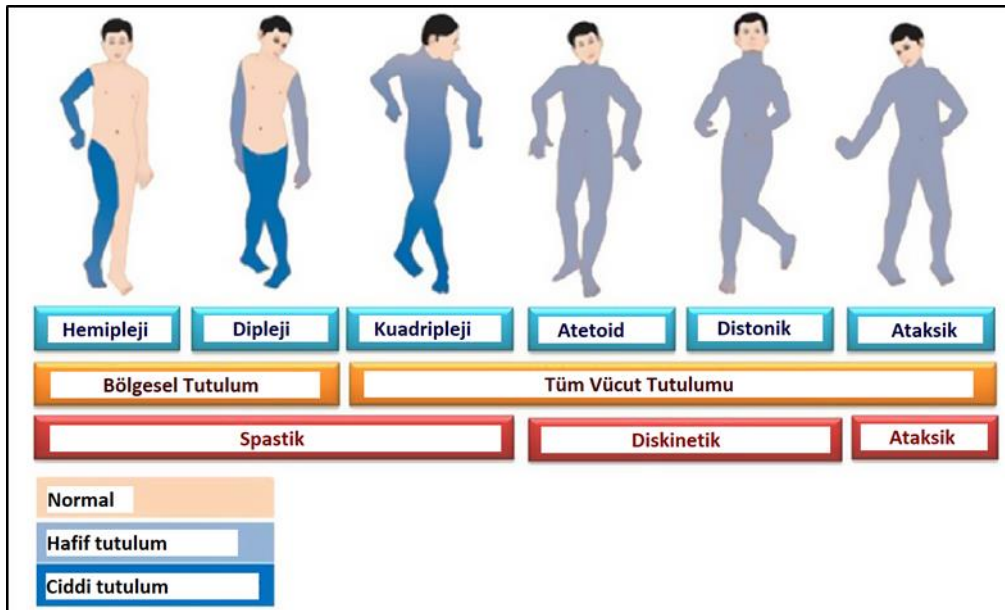 Hemipleji
Dipleji
Kuadripleji
Atetoid
Distonik
Ataksik
Bölgesel Tutulum
Tüm Vücut Tutulumu
Spastik
Diskinetik
Ataksik
Normal
Hafif tutulum
Ciddi tutulum